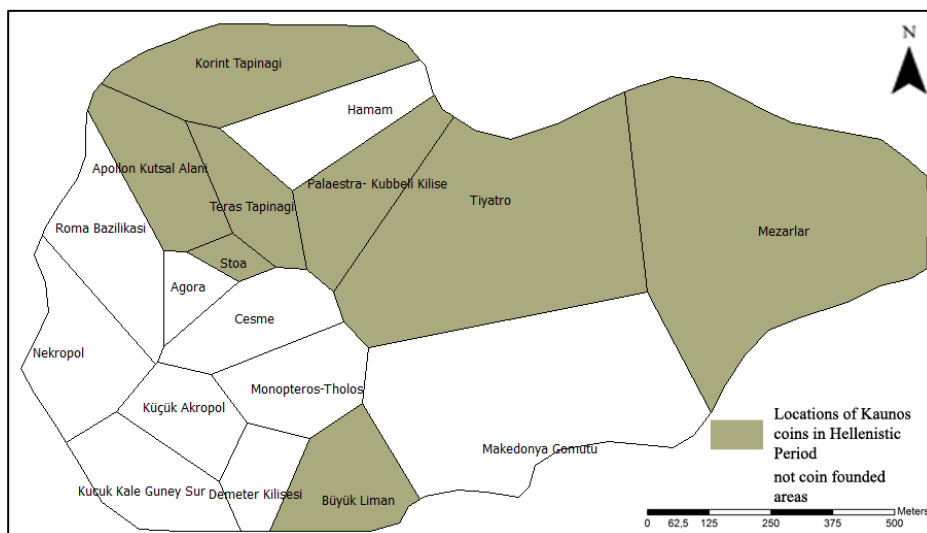 N
Korint Tapinagi
Hamam
Apollon Kutsal Alani
Palaestra- Kubbeli Kilise
Teras Tapinagi
Tiyatro
Roma Bazilikasi
Mezarlar
Stoa
Agora
Cesme
Nekropol
Monopteros-Tholos
Küçük Akropol
Makedonya Gomutu
Kucuk Kale Guney Sur
Demeter Kilisesi
Büyük Liman
Locations of Kaunos
coins in Hellenistic
Period
not coin founded
areas
Meters
0 62,5 125 250 375 500